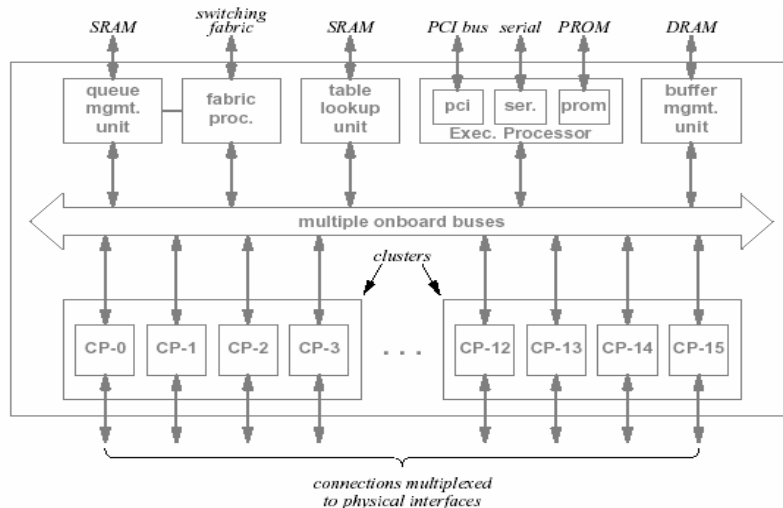 SRAM
switching
fabric
SRAM
PCI bus
serial
PROM
DRAM
queue
mgmt.
unit
fabric
proc.
table
lookup
unit
pci
ser.
prom
Exec. Processor
buffer
mgmt.
unit
multiple onboard buses
clusters
CP-0
CP-1
CP-2
CP-3
. . .
CP-12
CP-13
CP-14
CP-15
connections multiplexed
to physical interfaces